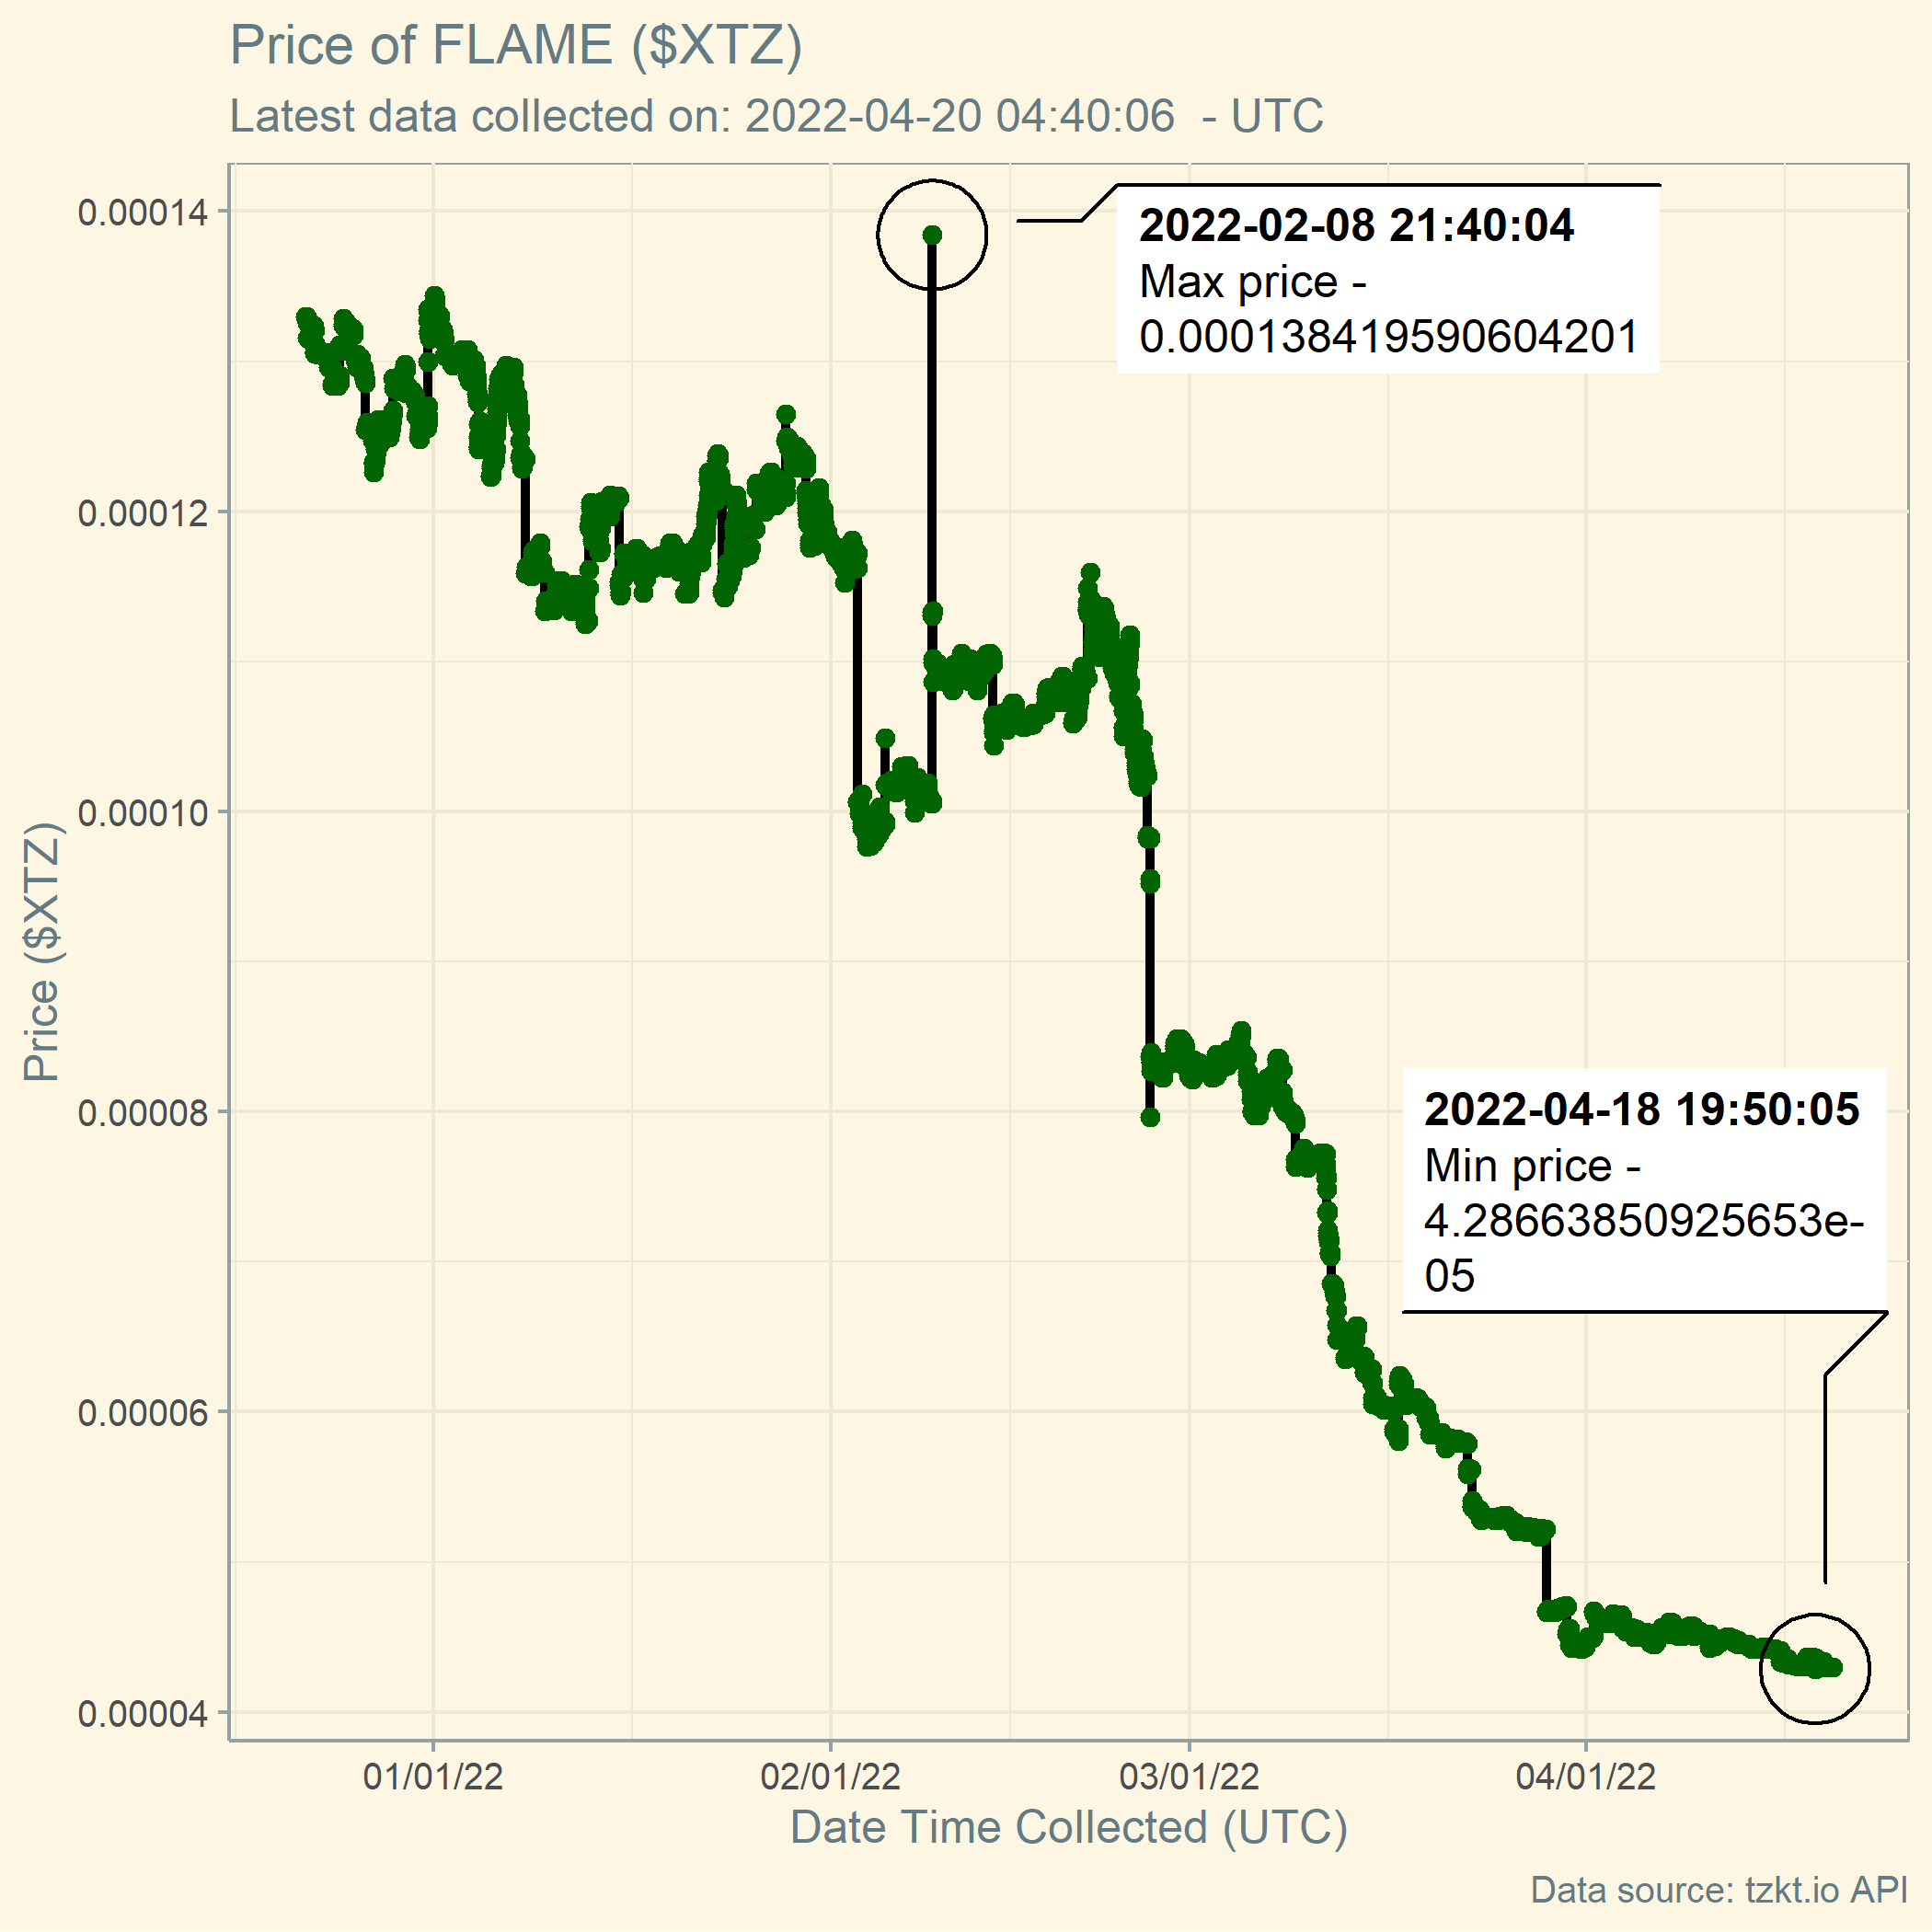 Price of FLAME ($XTZ)
Latest data collected on: 2022-04-20 04:40:06  - UTC
0.00014
0.00012
0.00010
0.00008
0.00006
0.00004
Price ($XTZ)
2022-02-08 21:40:04
Max price -
0.000138419590604201
2022-04-18 19:50:05
Min price -
4.28663850925653e-
05
01/01/22
02/01/22
03/01/22
04/01/22
Date Time Collected (UTC)
Data source: tzkt.io API